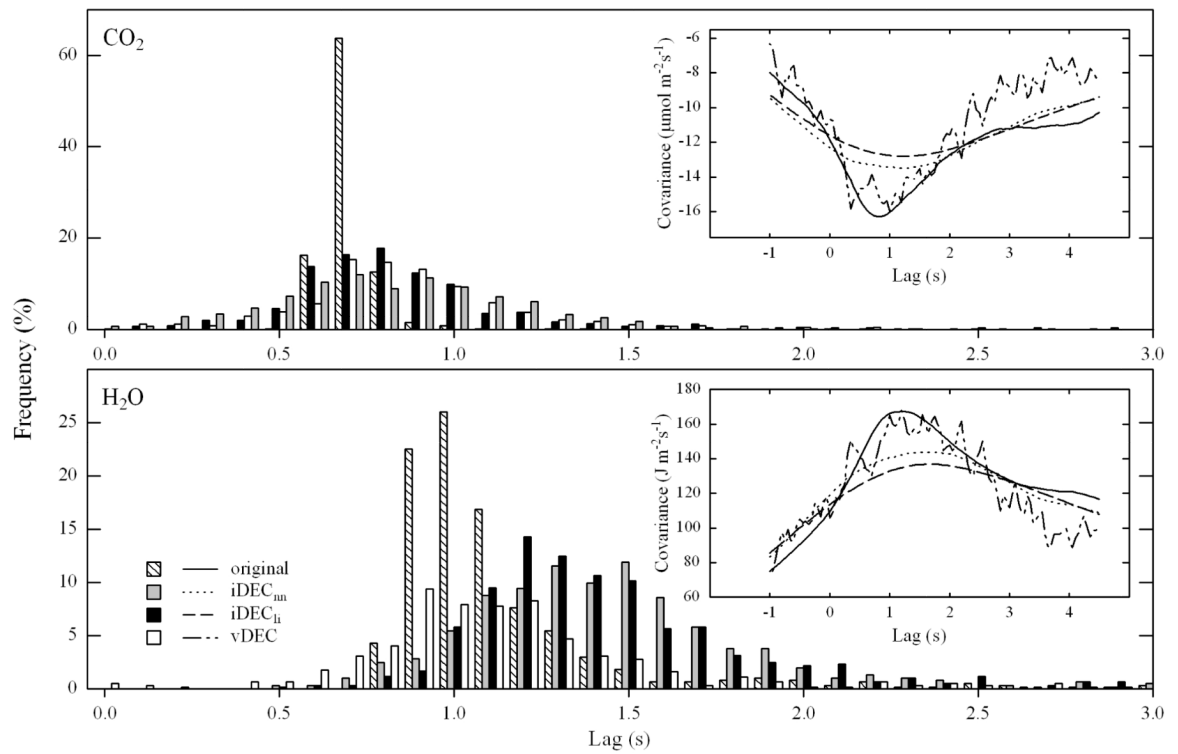 CO2
60
40
20
0
0.0 0.5 1.0 1.5 2.0 2.5 3.0
Covariance (µmol m-2s-1)
-6
-8
-10
-12
-14
-16
-1 0 1 2 3 4
Lag (s)
Frequency (%)
H2O
25
20
15
10
5
0
original
iDECnn
iDECli
vDEC
0.0 0.5 1.0 1.5 2.0 2.5 3.0
Lag (s)
Covariance (J m-2s-1)
180
160
140
120
100
80
60
-1 0 1 2 3 4
Lag (s)